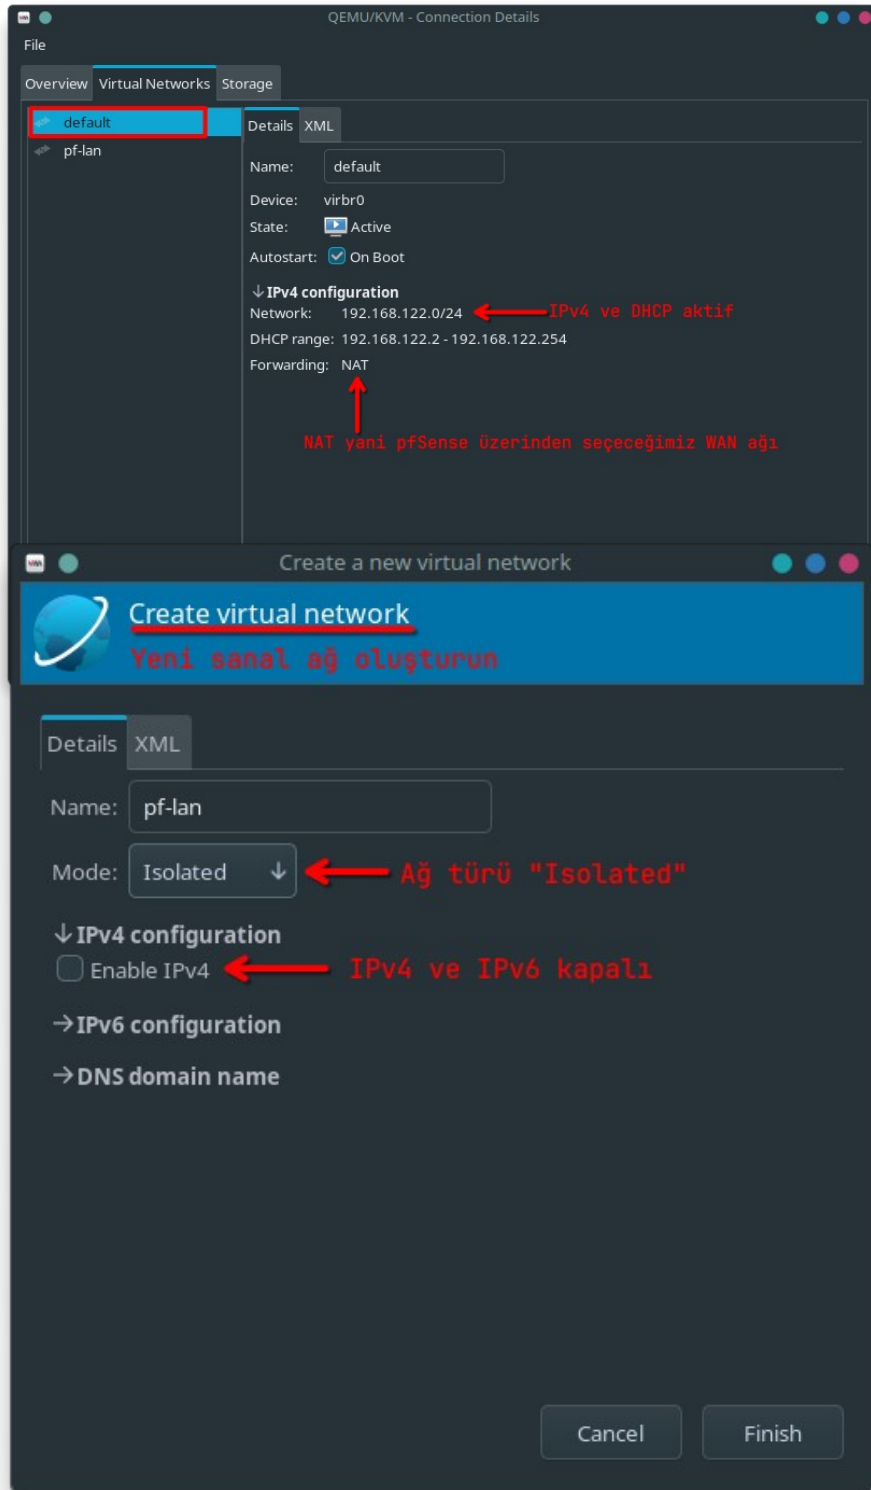 QEMU/KVM - Connection Details
File
Overview Virtual Networks Storage
default
pf-lan
Details XML
Name: default
Device: virbr0
State: Active
Autostart: On Boot
IPv4 configuration
Network: 192.168.122.0/24 IPv4 ve DHCP aktif
DHCP range: 192.168.122.2 - 192.168.122.254
Forwarding: NAT
NAT yani pfSense üzerinden seçeceğimiz WAN ağı
Create a new virtual network
Create virtual network
Yeni sanal ağ oluşturun
Details XML
Name: pf-lan
Mode: Isolated Ağ türü "Isolated"
IPv4 configuration
Enable IPv4 IPv4 ve IPv6 kapalı
IPv6 configuration
DNS domain name
Cancel Finish